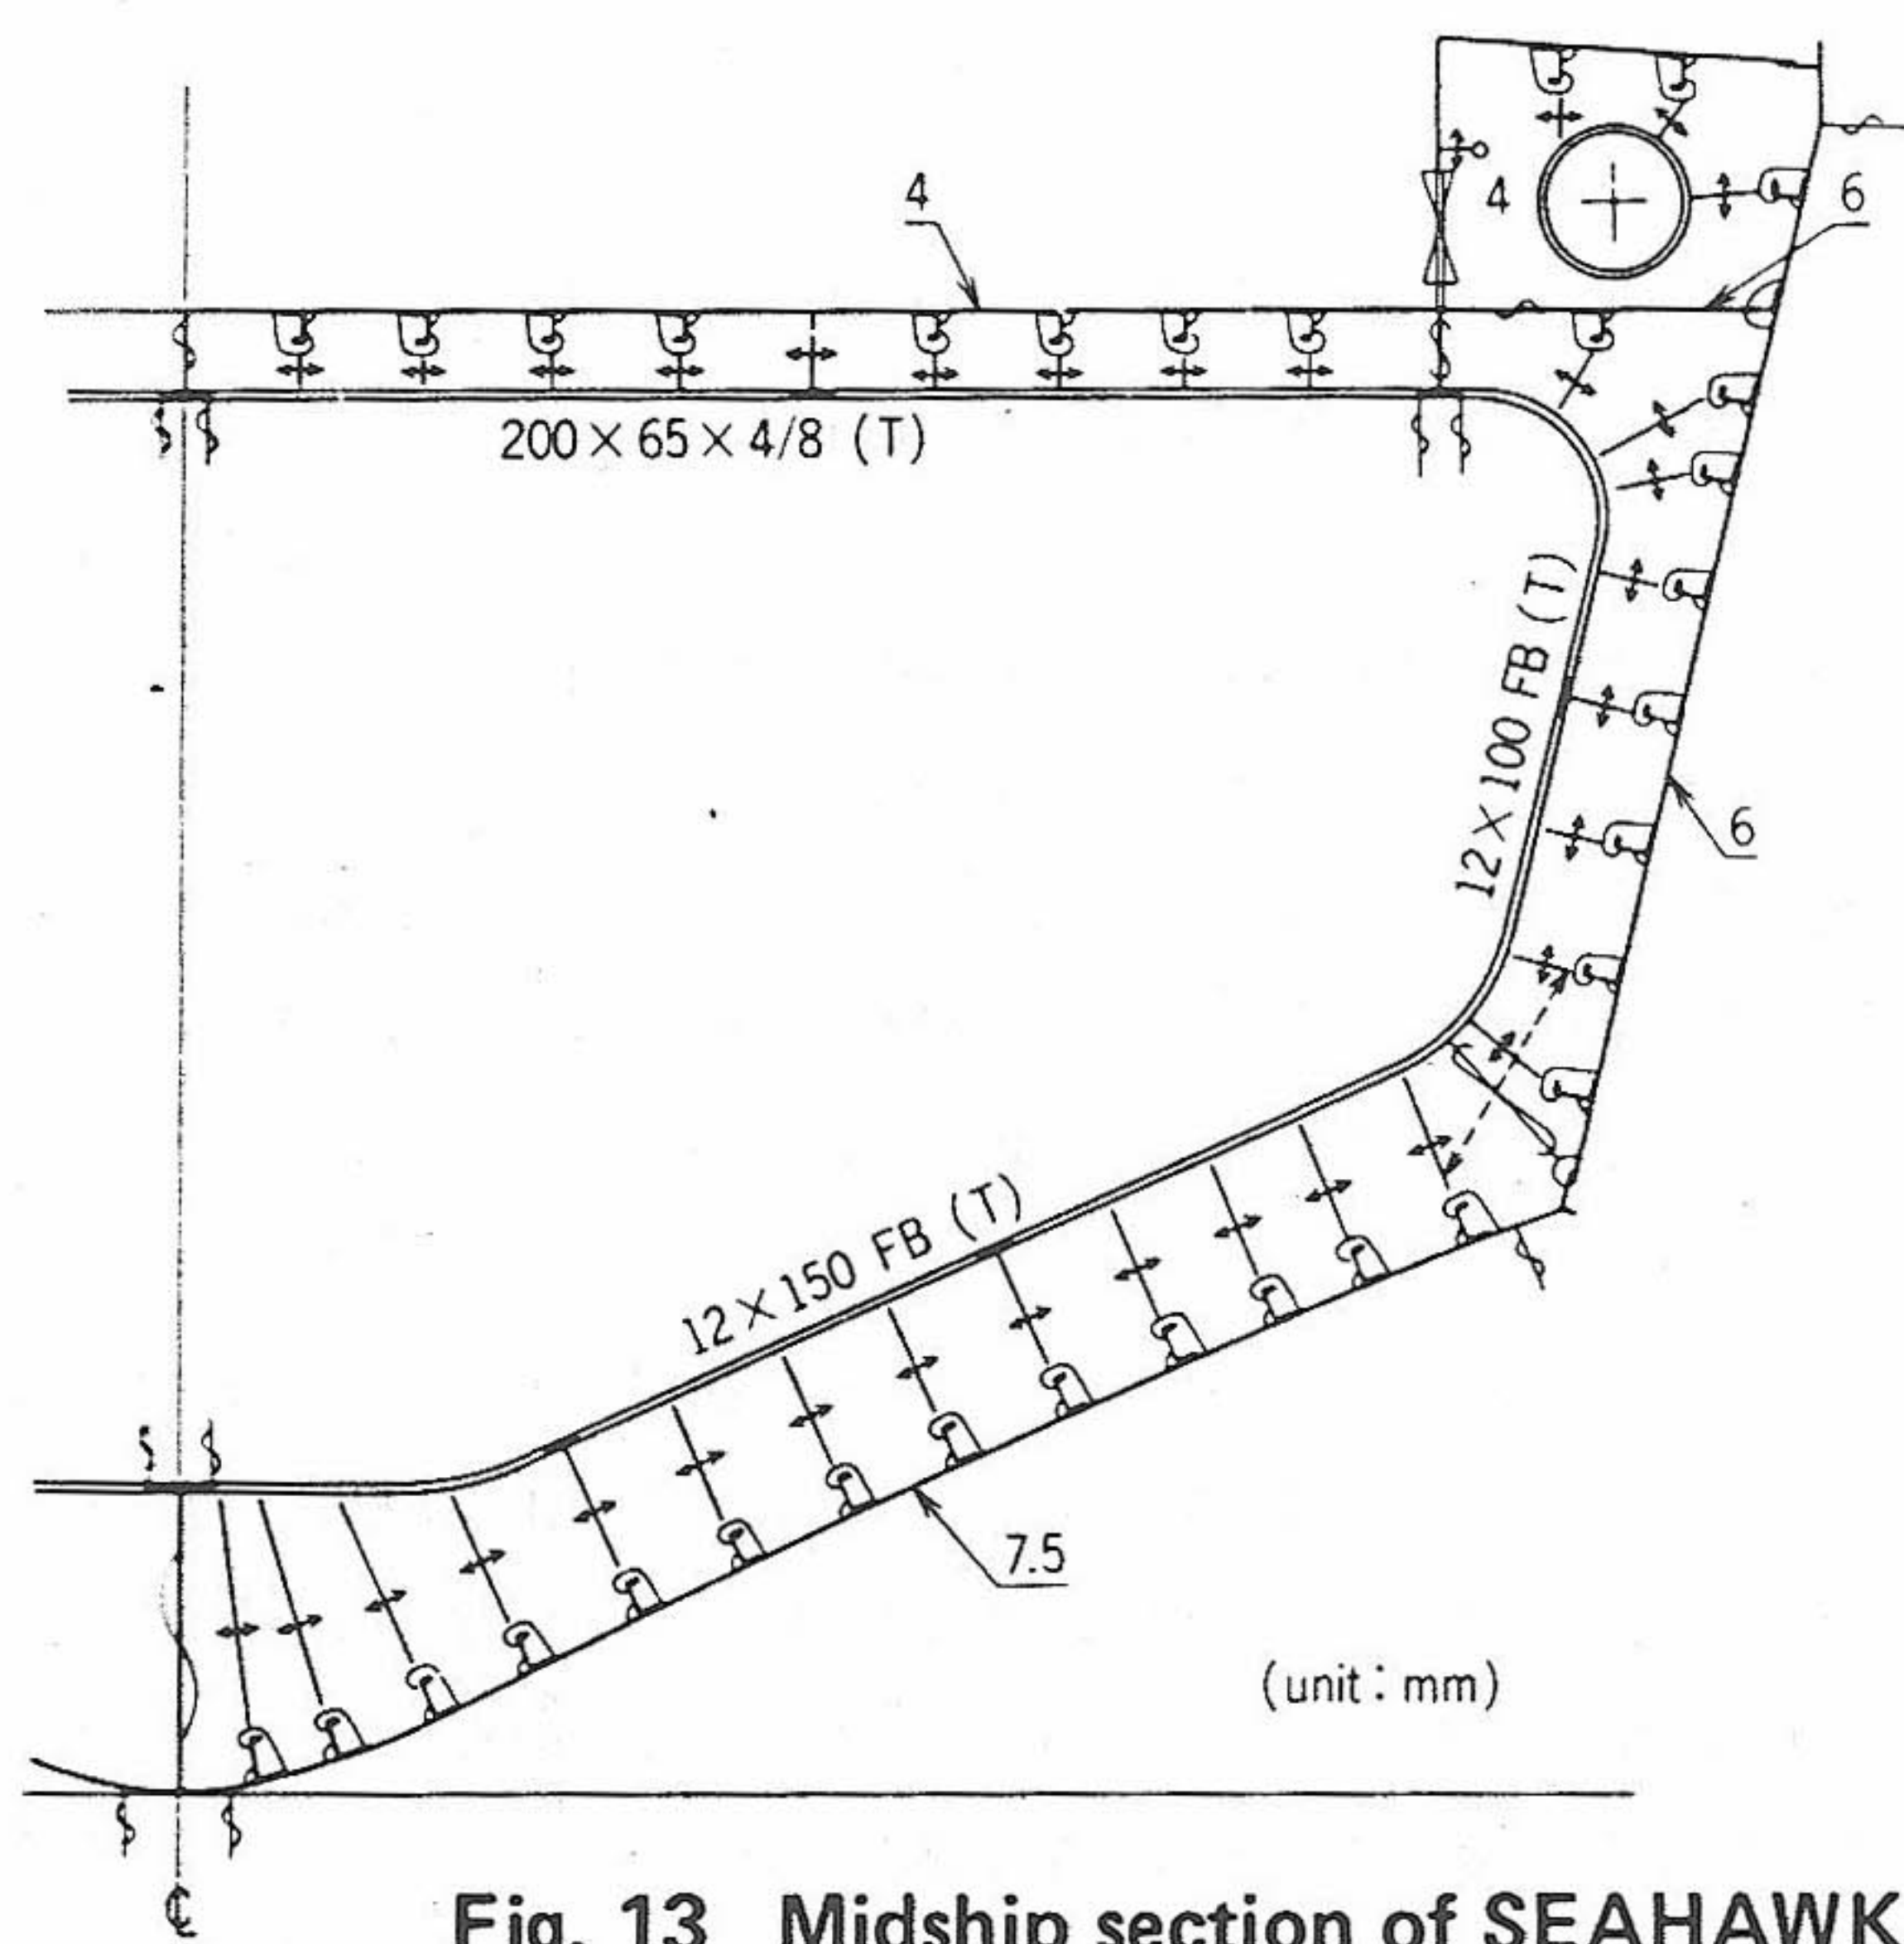 4
4
6
200×65×4/8 (T)
12×100 FB (T)
6
12×150 FB (T)
7.5
(unit: mm)
℄
Fig. 13 Midship section of SEAHAWK